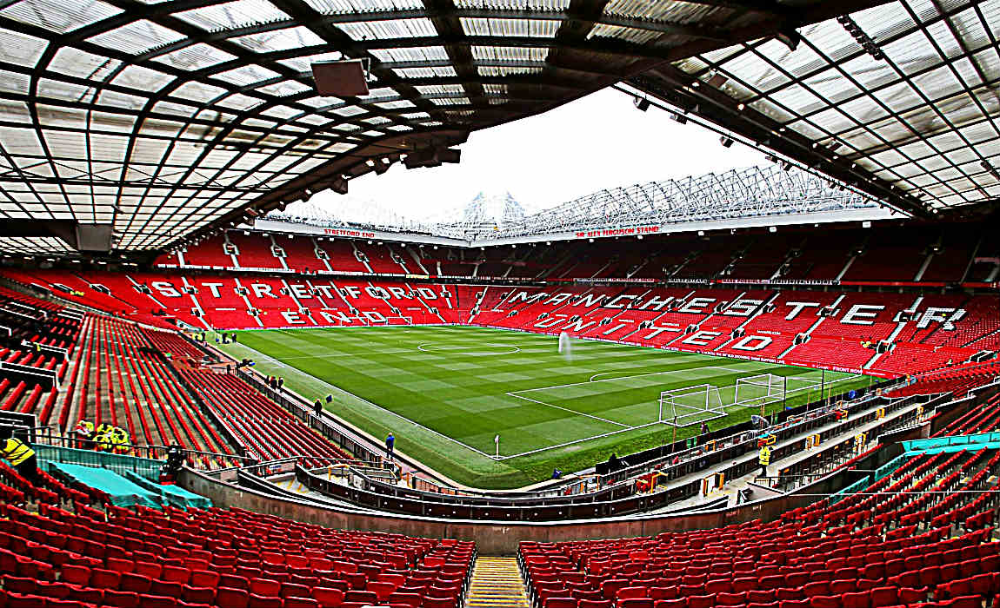 STRETFORD END
SIR ALEX FERGUSON STAND
STRETFORD
END
MANCHESTER
UNITED